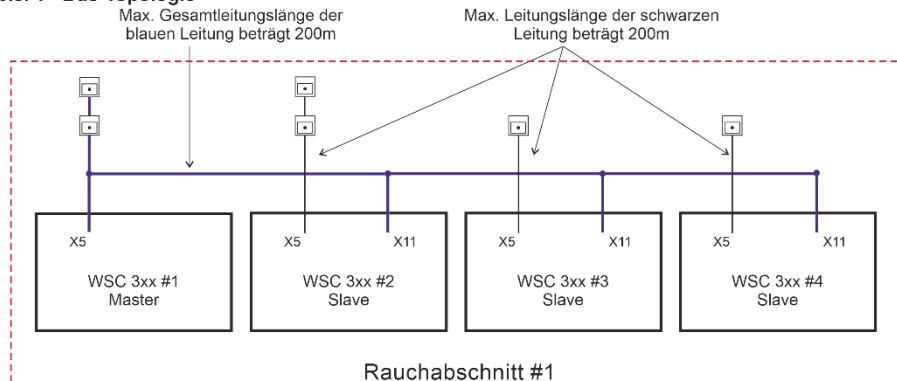 Bus-Topologie
Max. Gesamtleitungslänge der
blauen Leitung beträgt 200m
Max. Leitungslänge der schwarzen
Leitung beträgt 200m
X5
X5
X11
X5
X11
X5
X11
WSC 3xx #1
Master
WSC 3xx #2
Slave
WSC 3xx #3
Slave
WSC 3xx #4
Slave
Rauchabschnitt #1